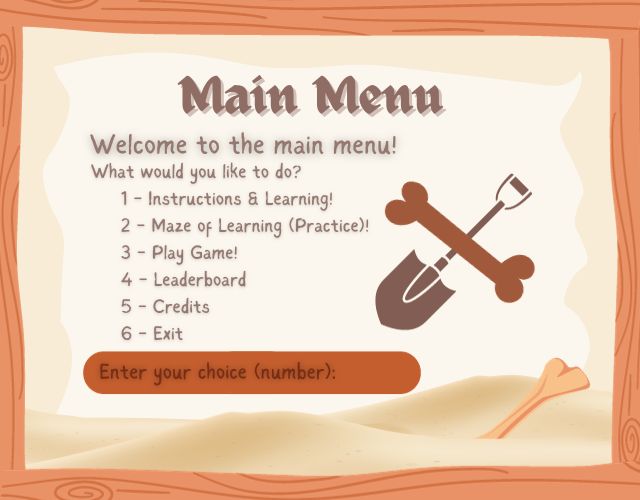 Main Menu
Welcome to the main menu!
What would you like to do?
1 - Instructions & Learning!
2 - Maze of Learning (Practice)!
3 - Play Game!
4 - Leaderboard
5 - Credits
6 - Exit
Enter your choice (number):